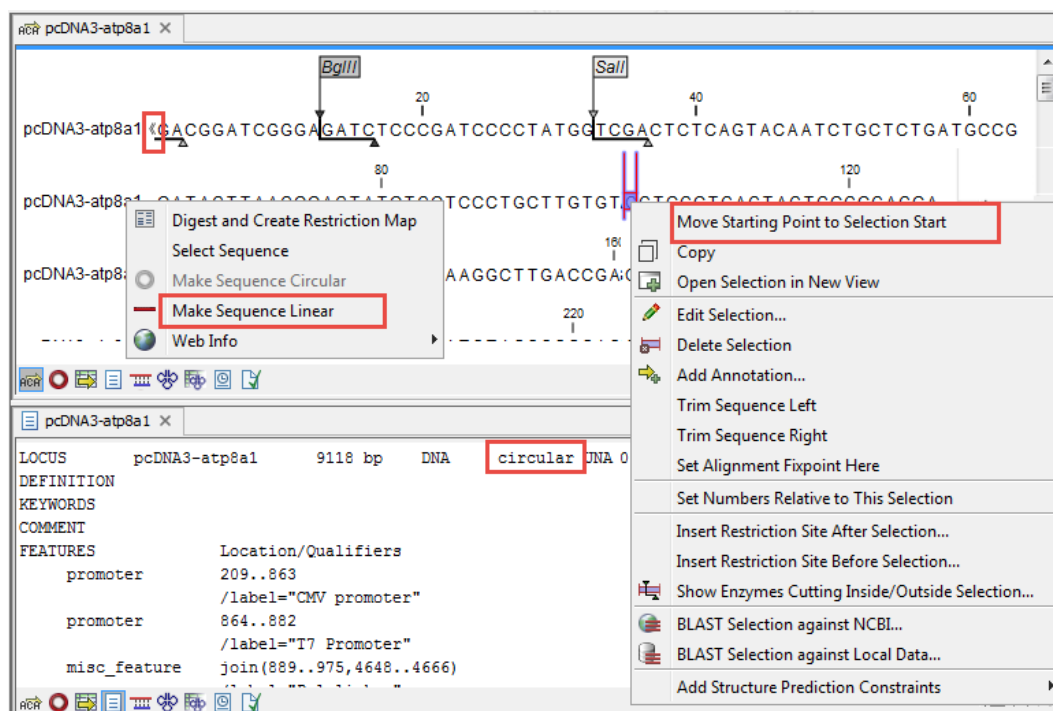 pcDNA3-atp8a1
BglII
SalI
20
40
60
pcDNA3-atp8a1 «GACGGATCGGGAGATCTCCCGATCCCCTATGGTCGACTCTCAGTACAATCTGCTCTGATGCCG
80
120
pcDNA3-atp8a1
TCCCTGCTTGTGT
Digest and Create Restriction Map
Select Sequence
Make Sequence Circular
Make Sequence Linear
Web Info
pcDNA3-atp8a
AAGGCTTGACCGA
220
Move Starting Point to Selection Start
Copy
Open Selection in New View
Edit Selection...
Delete Selection
Add Annotation...
Trim Sequence Left
Trim Sequence Right
Set Alignment Fixpoint Here
Set Numbers Relative to This Selection
Insert Restriction Site After Selection...
Insert Restriction Site Before Selection...
Show Enzymes Cutting Inside/Outside Selection...
BLAST Selection against NCBI...
BLAST Selection against Local Data...
Add Structure Prediction Constraints
pcDNA3-atp8a1
LOCUS pcDNA3-atp8a1 9118 bp DNA circular UNA 0
DEFINITION
KEYWORDS
COMMENT
FEATURES Location/Qualifiers
promoter 209..863
/label="CMV promoter"
promoter 864..882
/label="T7 Promoter"
misc_feature join(889..975,4648..4666)